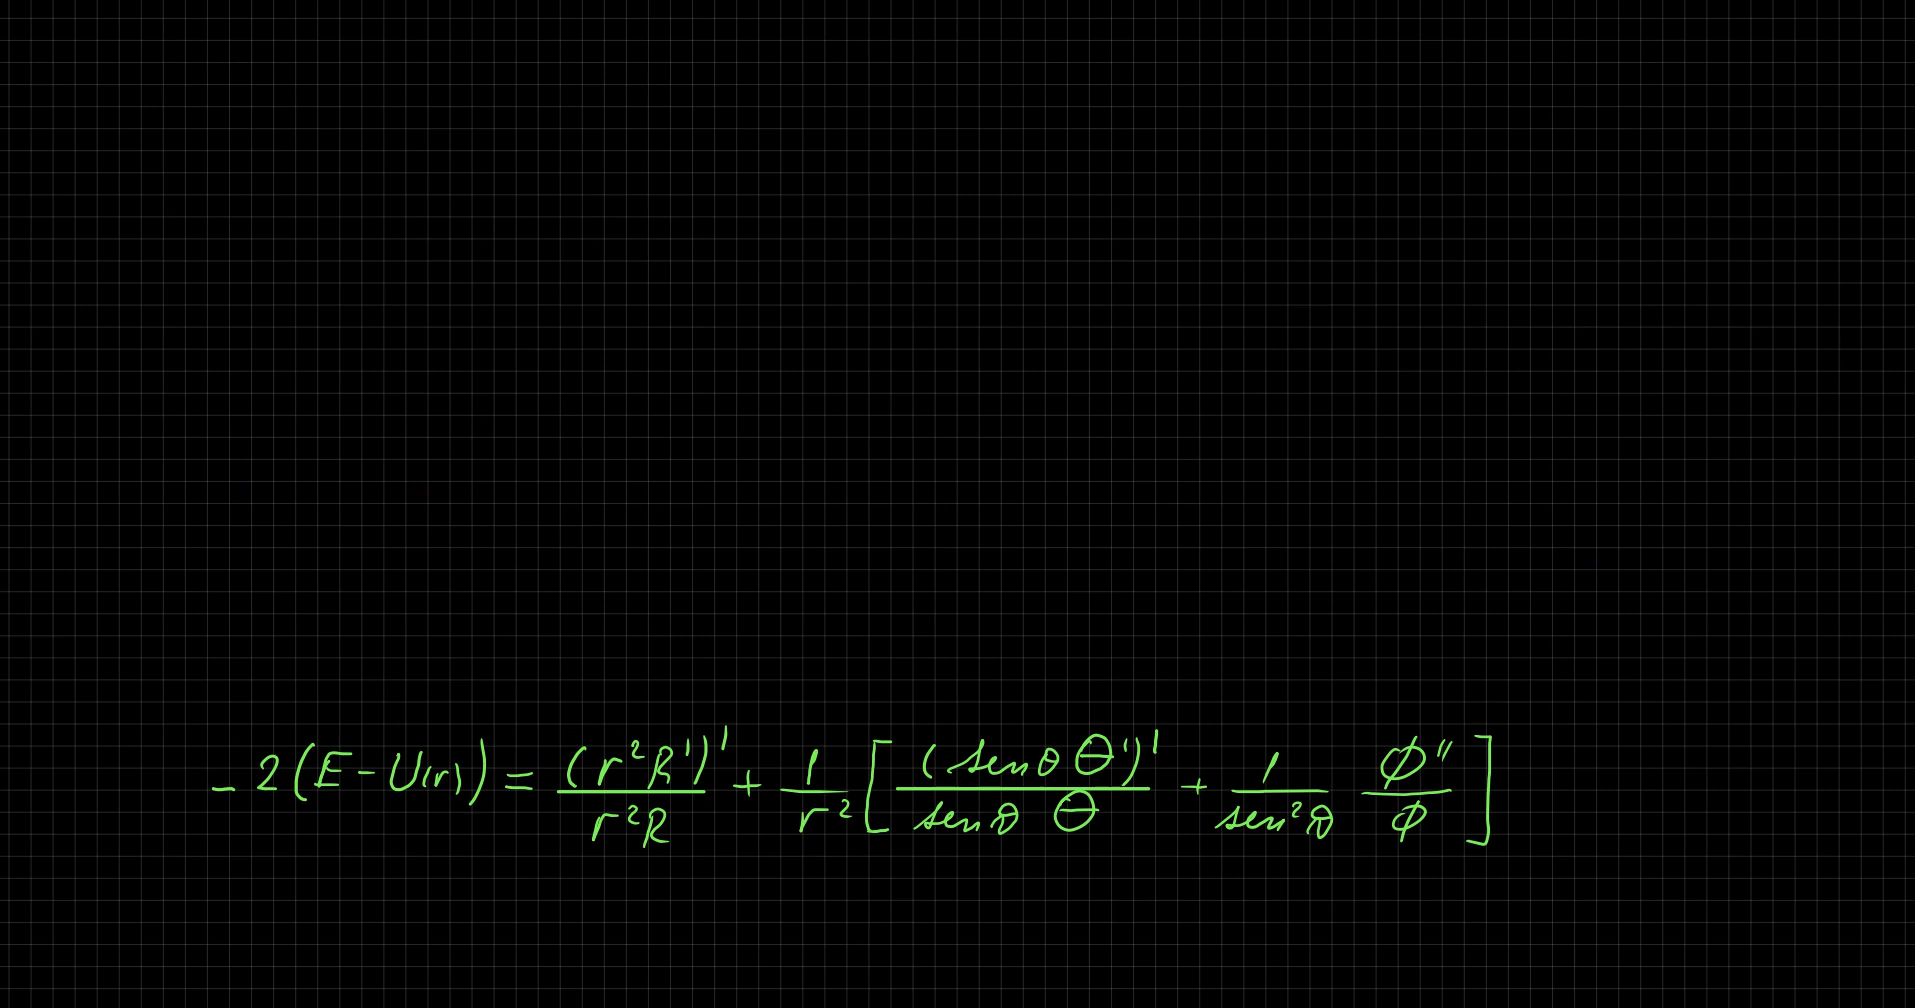 - 2(E-U(r)) = (r²R')'/r²R + 1/r² [ (senθ Θ')'/senθ Θ + 1/sen²θ ϕ''/ϕ ]